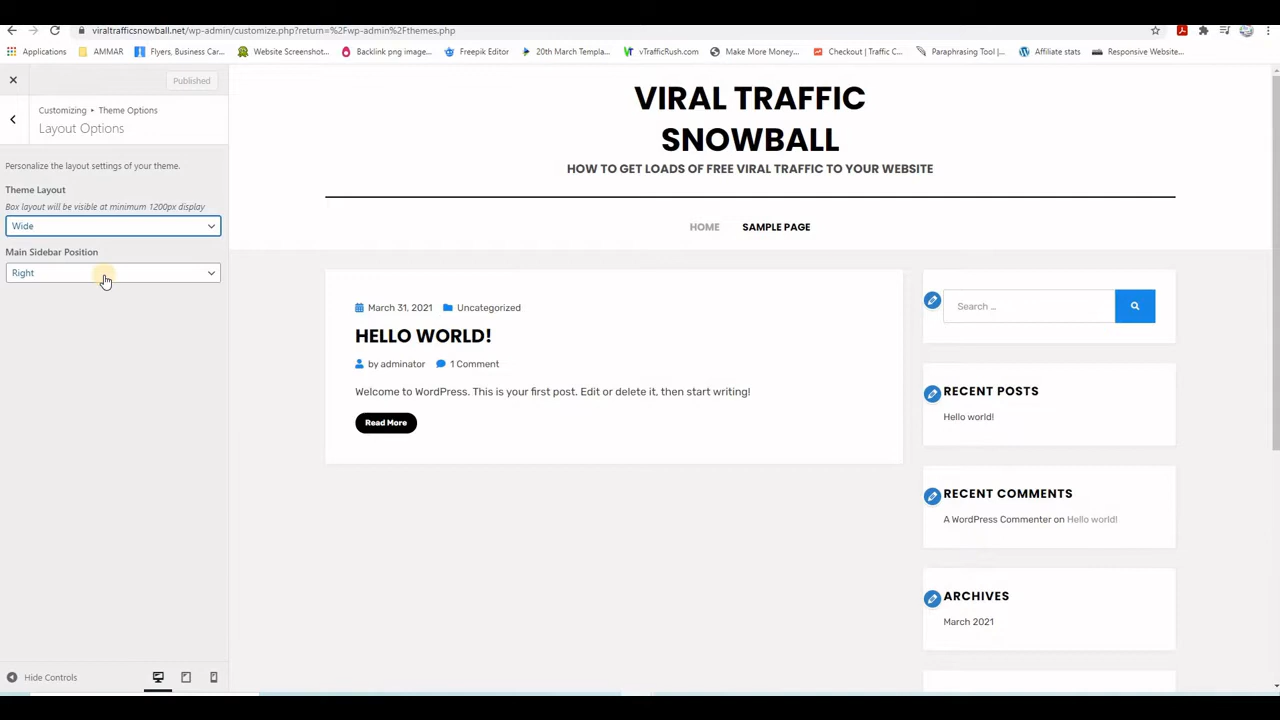 viraltrafficsnowball.net/wp-admin/customize.php?return=%2Fwp-admin%2Fthemes.php
Applications
AMMAR
Flyers, Business Car...
Website Screenshot...
Backlink png image...
Freepik Editor
20th March Templa...
vTrafficRush.com
Make More Money...
Checkout | Traffic C...
Paraphrasing Tool |...
Affiliate stats
Responsive Website...
Published
Customizing ▸ Theme Options
Layout Options
Personalize the layout settings of your theme.
Theme Layout
Box layout will be visible at minimum 1200px display
Wide
Main Sidebar Position
Right
Hide Controls
VIRAL TRAFFIC
SNOWBALL
HOW TO GET LOADS OF FREE VIRAL TRAFFIC TO YOUR WEBSITE
HOME
SAMPLE PAGE
March 31, 2021
Uncategorized
HELLO WORLD!
by adminator
1 Comment
Welcome to WordPress. This is your first post. Edit or delete it, then start writing!
Read More
Search …
RECENT POSTS
Hello world!
RECENT COMMENTS
A WordPress Commenter on Hello world!
ARCHIVES
March 2021